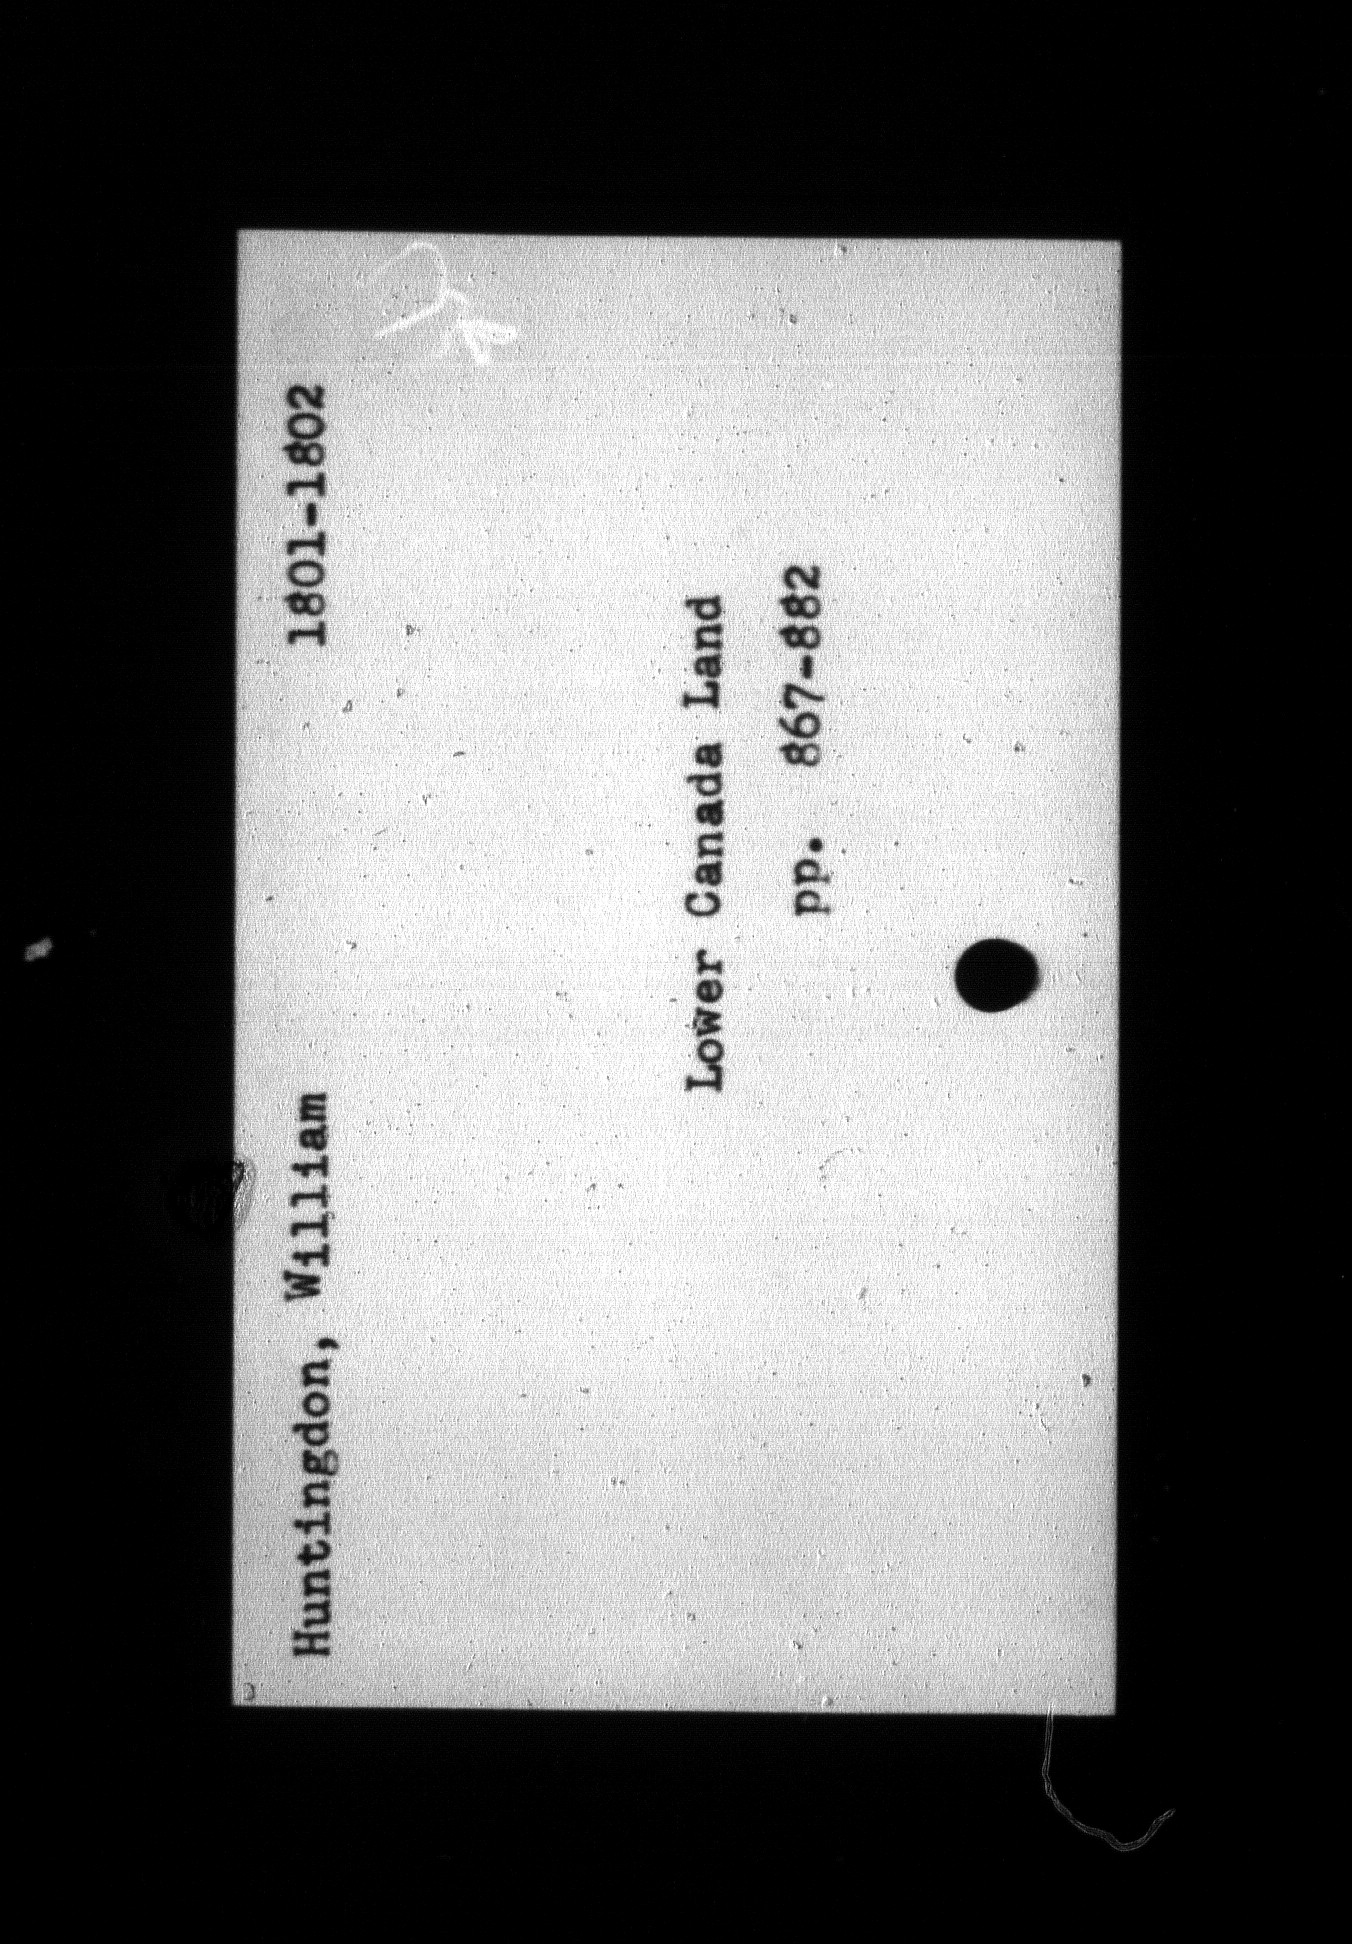 Huntingdon, William 1801-1802
Lower Canada Land
pp. 867-882